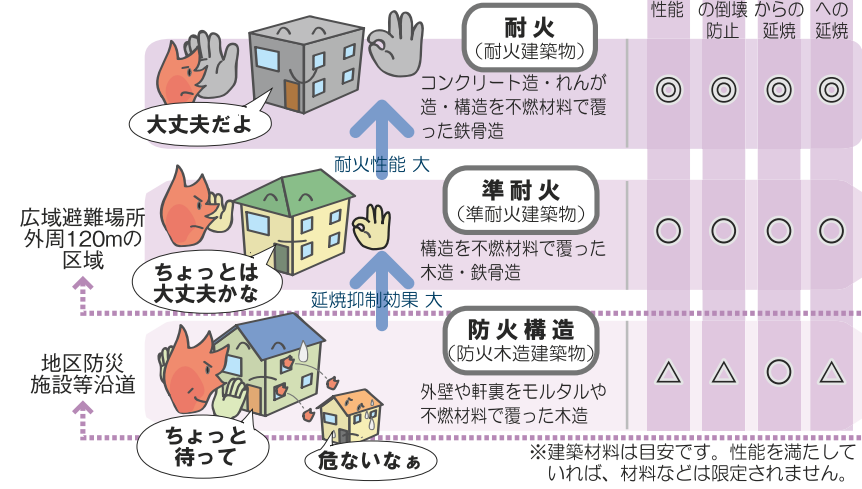 性能
の倒壊
防止
からの
延焼
への
延焼
耐火
(耐火建築物)
コンクリート造・れんが
造・構造を不燃材料で覆
った鉄骨造
◎ ◎ ◎ ◎
大丈夫だよ
耐火性能 大
準耐火
(準耐火建築物)
構造を不燃材料で覆った
木造・鉄骨造
○ ○ ○ ○
広域避難場所
外周120mの
区域
ちょっとは
大丈夫かな
延焼抑制効果 大
防火構造
(防火木造建築物)
外壁や軒裏をモルタルや
不燃材料で覆った木造
△ △ ○ △
地区防災
施設等沿道
ちょっと
待って
危ないなぁ
※建築材料は目安です。性能を満たして
いれば、材料などは限定されません。